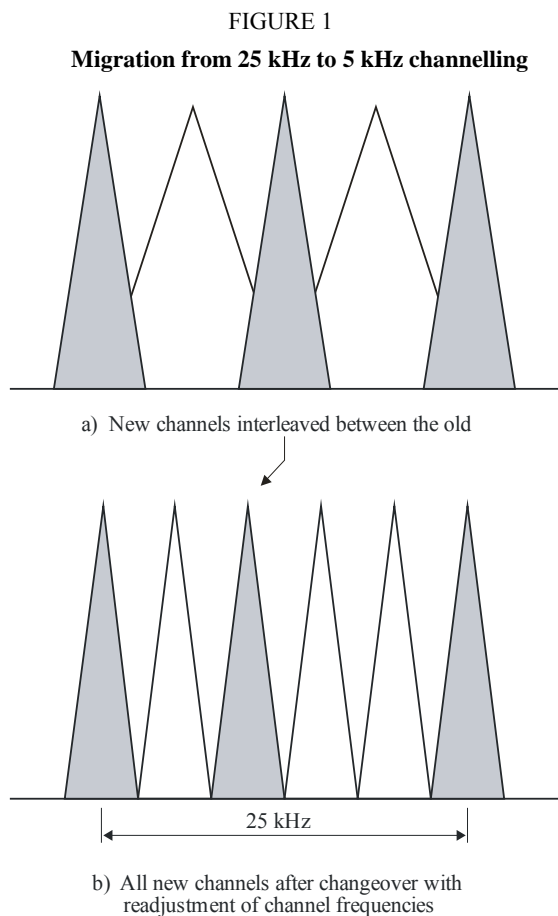 FIGURE 1
Migration from 25 kHz to 5 kHz channelling
a) New channels interleaved between the old
25 kHz
b) All new channels after changeover with
readjustment of channel frequencies